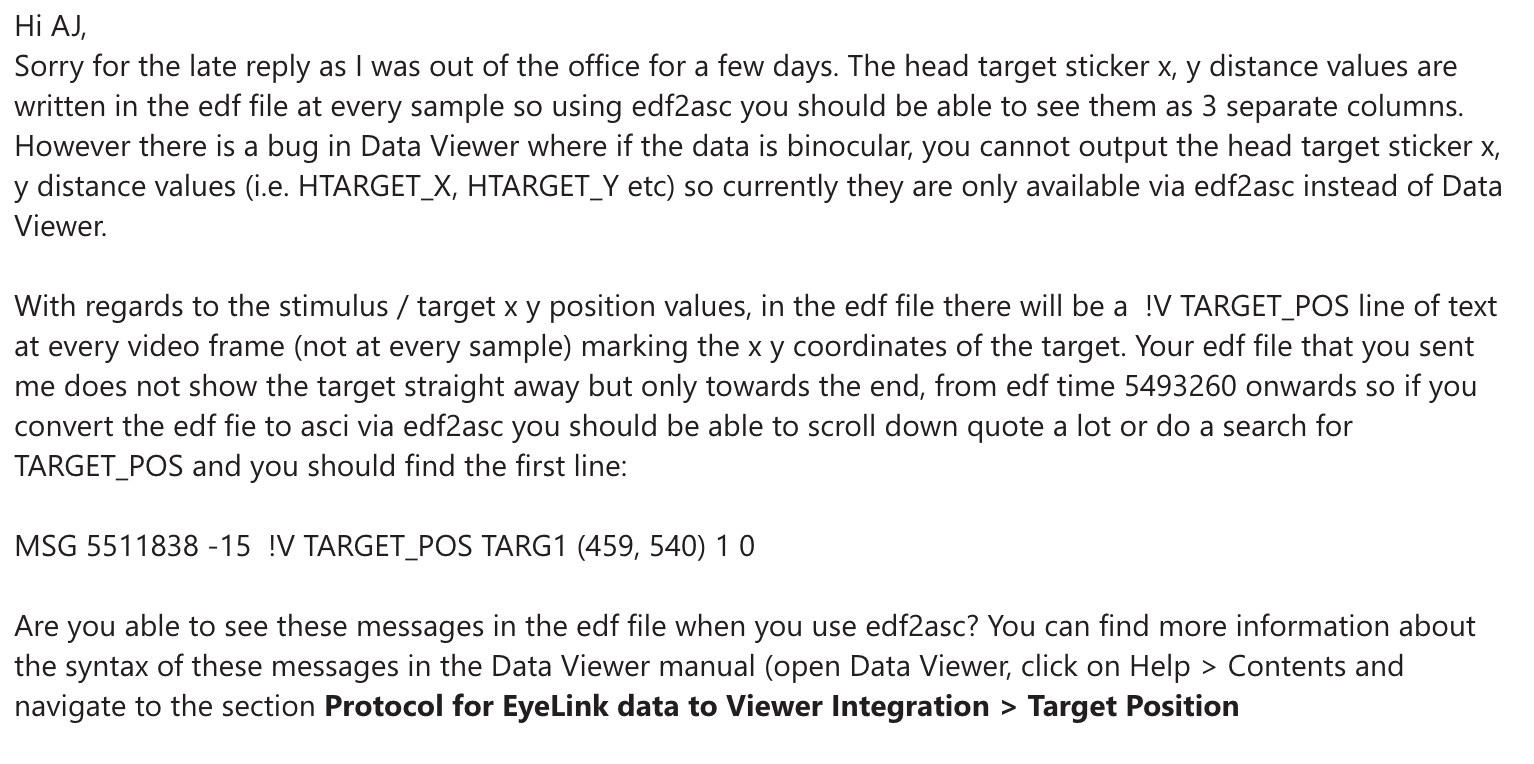 Hi AJ,
Sorry for the late reply as I was out of the office for a few days. The head target sticker x, y distance values are
written in the edf file at every sample so using edf2asc you should be able to see them as 3 separate columns.
However there is a bug in Data Viewer where if the data is binocular, you cannot output the head target sticker x,
y distance values (i.e. HTARGET_X, HTARGET_Y etc) so currently they are only available via edf2asc instead of Data
Viewer.
With regards to the stimulus / target x y position values, in the edf file there will be a  !V TARGET_POS line of text
at every video frame (not at every sample) marking the x y coordinates of the target. Your edf file that you sent
me does not show the target straight away but only towards the end, from edf time 5493260 onwards so if you
convert the edf fie to asci via edf2asc you should be able to scroll down quote a lot or do a search for
TARGET_POS and you should find the first line:
MSG 5511838 -15  !V TARGET_POS TARG1 (459, 540) 1 0
Are you able to see these messages in the edf file when you use edf2asc? You can find more information about
the syntax of these messages in the Data Viewer manual (open Data Viewer, click on Help > Contents and
navigate to the section Protocol for EyeLink data to Viewer Integration > Target Position